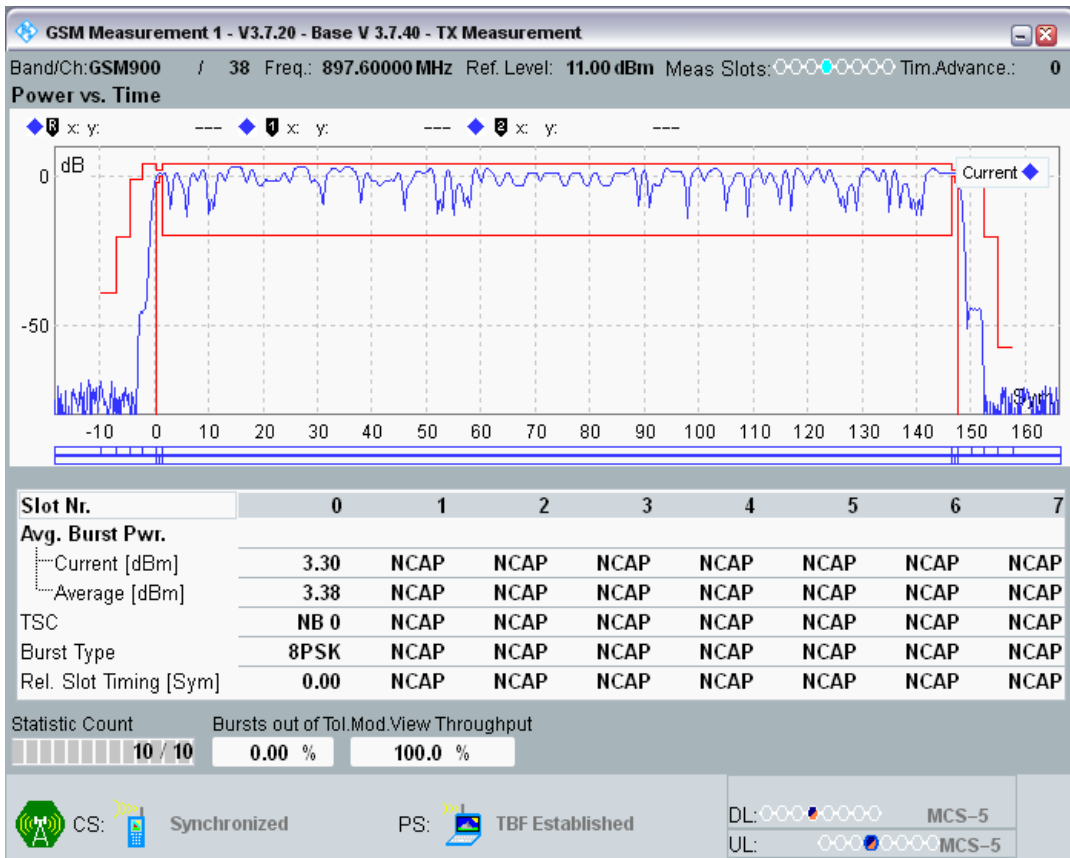 GSM Measurement 1 - V3.7.20 - Base V 3.7.40 - TX Measurement
Band/Ch:GSM900 / 38 Freq.: 897.60000 MHz Ref. Level: 11.00 dBm Meas Slots: Tim.Advance.: 0
Power vs. Time
R x: y: --- 1 x: y: --- 2 x: y: ---
dB
Current
0
-50
Sym
-10 0 10 20 30 40 50 60 70 80 90 100 110 120 130 140 150 160
Slot Nr. 0 1 2 3 4 5 6 7
Avg. Burst Pwr.
Current [dBm] 3.30 NCAP NCAP NCAP NCAP NCAP NCAP NCAP
Average [dBm] 3.38 NCAP NCAP NCAP NCAP NCAP NCAP NCAP
TSC NB 0 NCAP NCAP NCAP NCAP NCAP NCAP NCAP
Burst Type 8PSK NCAP NCAP NCAP NCAP NCAP NCAP NCAP
Rel. Slot Timing [Sym] 0.00 NCAP NCAP NCAP NCAP NCAP NCAP NCAP
Statistic Count Bursts out of Tol.Mod.View Throughput
10 / 10 0.00 % 100.0 %
CS: Synchronized PS: TBF Established
DL: MCS-5
UL: MCS-5